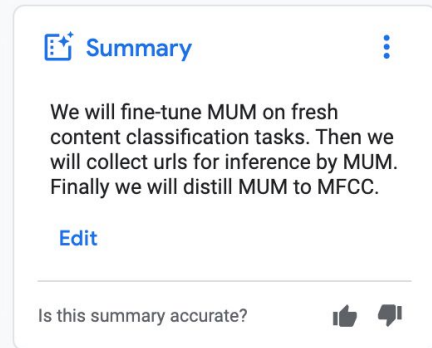 Summary
We will fine-tune MUM on fresh
content classification tasks. Then we
will collect urls for inference by MUM.
Finally we will distill MUM to MFCC.
Edit
Is this summary accurate?